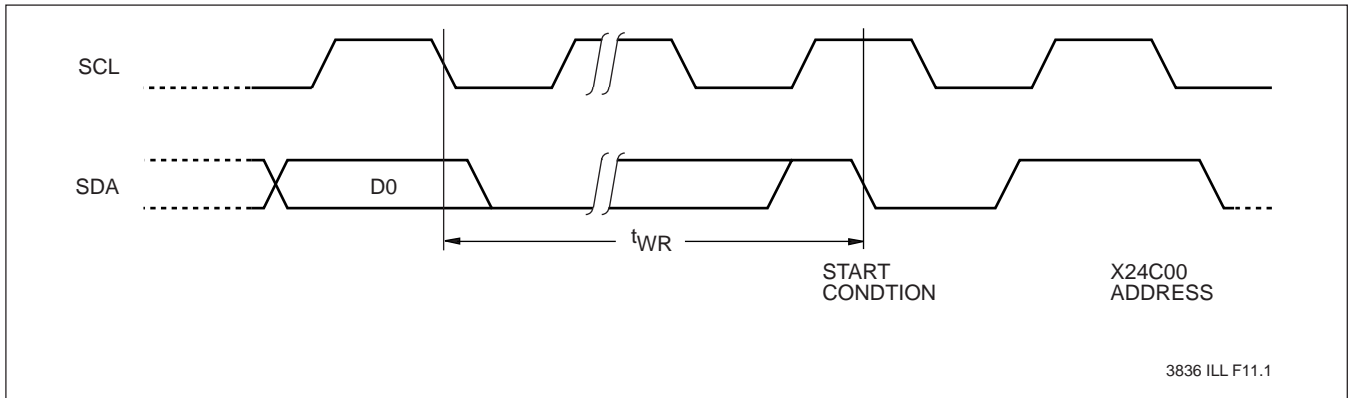 SCL
SDA
D0
tWR
START
CONDTION
X24C00
ADDRESS
3836 ILL F11.1